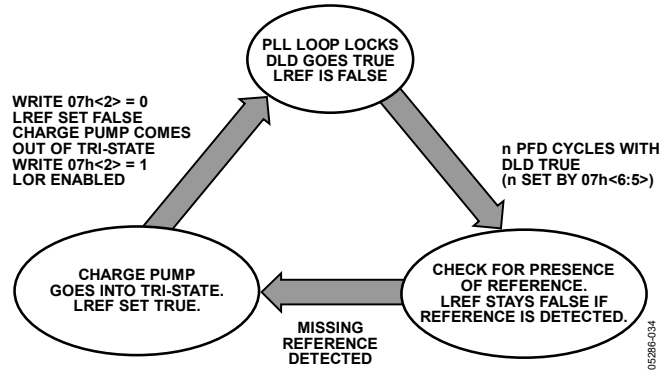 PLL LOOP LOCKS
DLD GOES TRUE
LREF IS FALSE
WRITE 07h<2> = 0
LREF SET FALSE
CHARGE PUMP COMES
OUT OF TRI-STATE
WRITE 07h<2> = 1
LOR ENABLED
n PFD CYCLES WITH
DLD TRUE
(n SET BY 07h<6:5>)
CHARGE PUMP
GOES INTO TRI-STATE.
LREF SET TRUE.
CHECK FOR PRESENCE
OF REFERENCE.
LREF STAYS FALSE IF
REFERENCE IS DETECTED.
MISSING
REFERENCE
DETECTED
05286-034